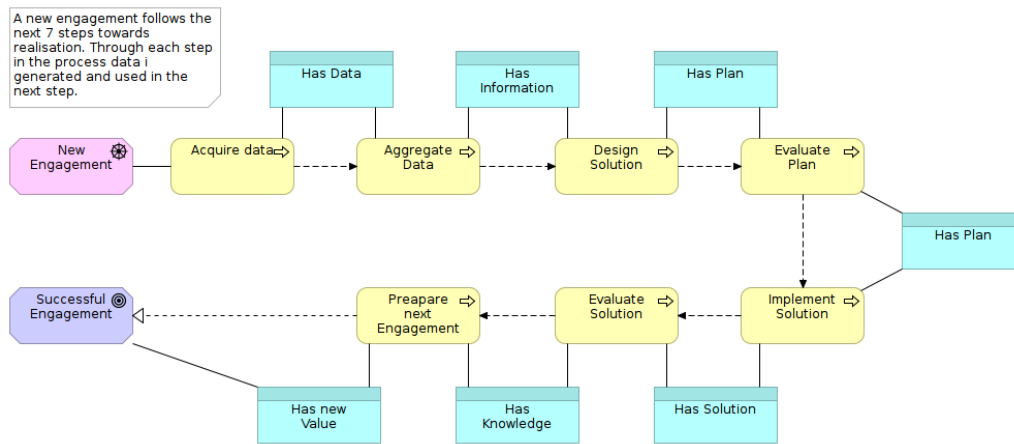 A new engagement follows the
next 7 steps towards
realisation. Through each step
in the process data i
generated and used in the
next step.
Has Data
Has
Information
Has Plan
New
Engagement
Acquire data
Aggregate
Data
Design
Solution
Evaluate
Plan
Has Plan
Successful
Engagement
Preapare
next
Engagement
Evaluate
Solution
Implement
Solution
Has new
Value
Has
Knowledge
Has Solution